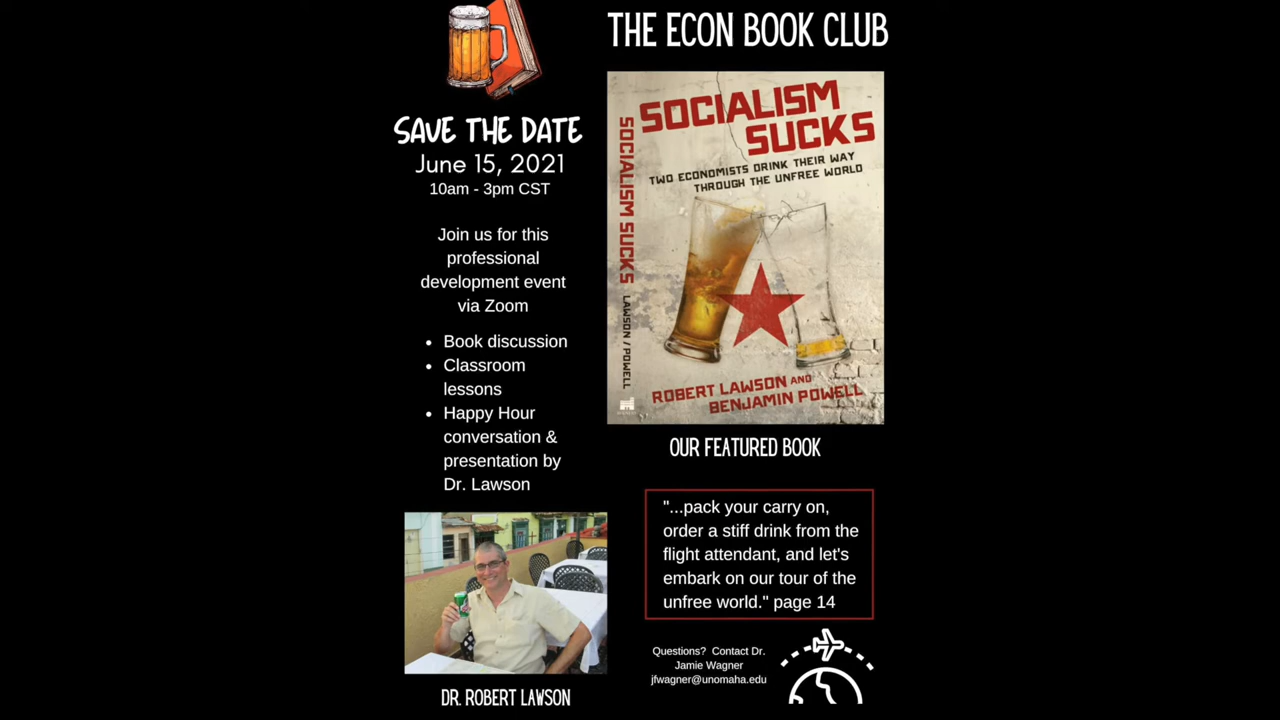 THE ECON BOOK CLUB
SAVE THE DATE
June 15, 2021
10am - 3pm CST
Join us for this
professional
development event
via Zoom
• Book discussion
• Classroom
lessons
• Happy Hour
conversation &
presentation by
Dr. Lawson
DR. ROBERT LAWSON
SOCIALISM SUCKS
LAWSON / POWELL
SOCIALISM
SUCKS
TWO ECONOMISTS DRINK THEIR WAY
THROUGH THE UNFREE WORLD
ROBERT LAWSON AND
BENJAMIN POWELL
OUR FEATURED BOOK
"...pack your carry on,
order a stiff drink from the
flight attendant, and let's
embark on our tour of the
unfree world." page 14
Questions? Contact Dr.
Jamie Wagner
jfwagner@unomaha.edu